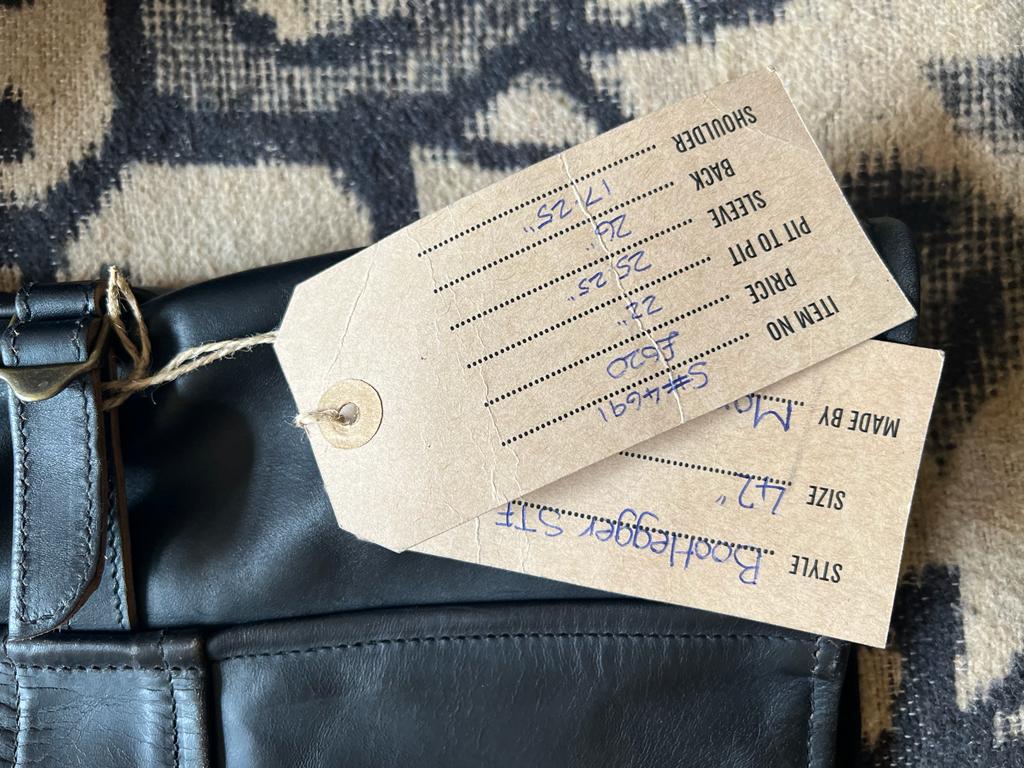 STYLE Bootlegger STF
SIZE 42"
MADE BY
ITEM NO S#4691
PRICE £620
PIT TO PIT 22"
SLEEVE 25.25"
BACK 26"
SHOULDER 17.25"